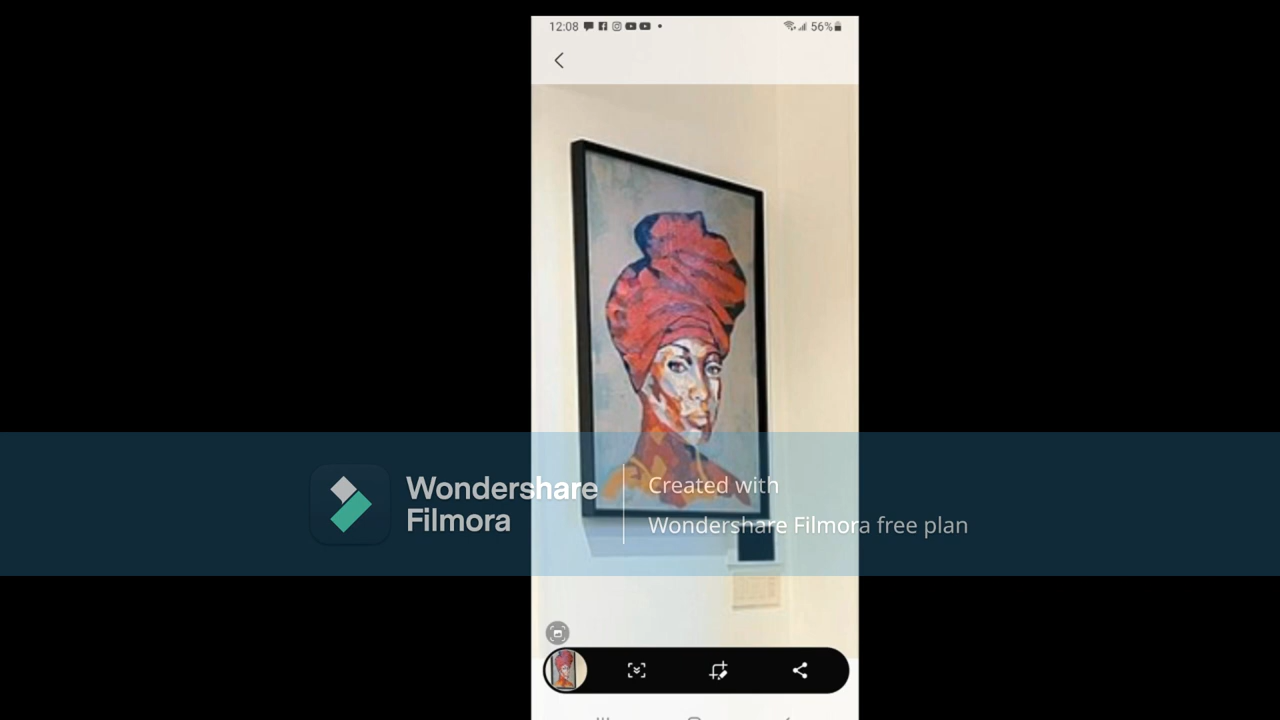 12:08
56%
Wondershare
Filmora
Created with
Wondershare Filmora free plan